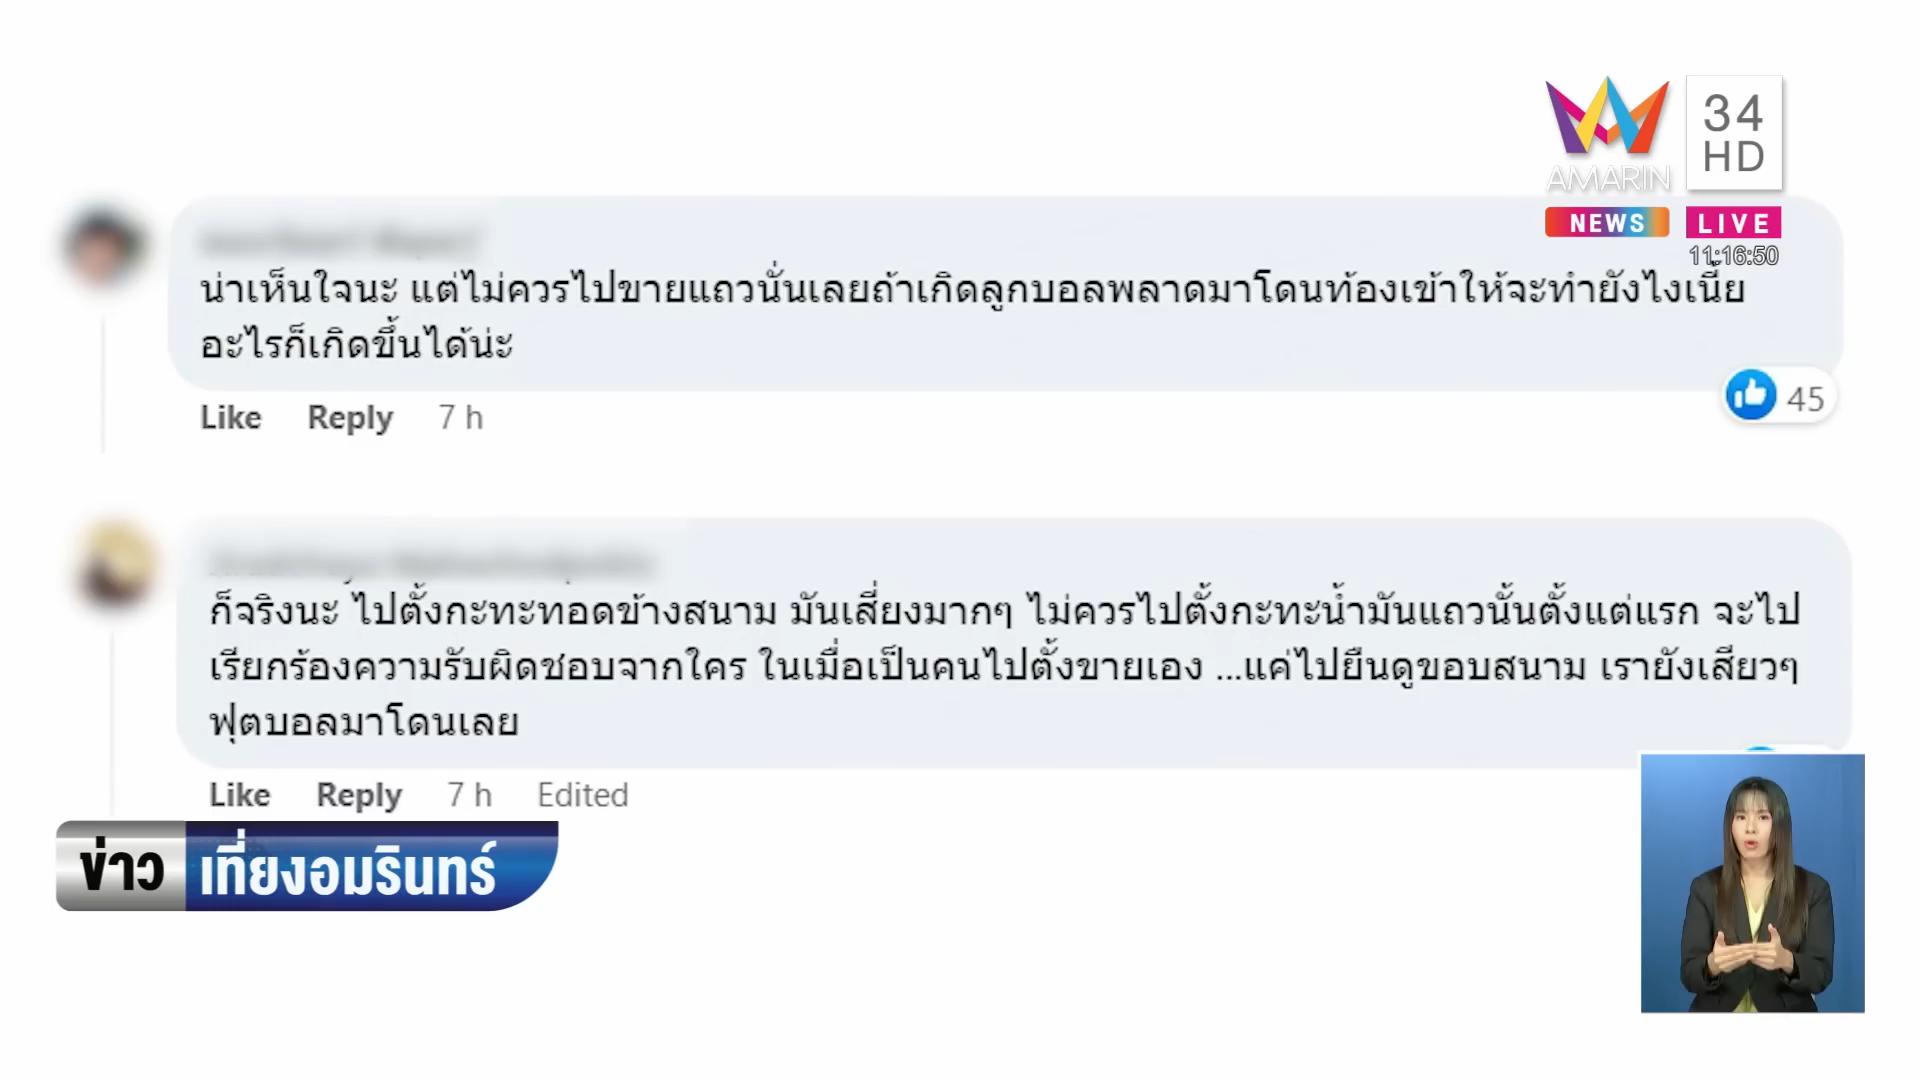 AMARIN
34
HD
NEWS
LIVE
11:16:50
น่าเห็นใจนะ แต่ไม่ควรไปขายแถวนั่นเลยถ้าเกิดลูกบอลพลาดมาโดนท้องเข้าให้จะทำยังไงเนี้ย
อะไรก็เกิดขึ้นได้น่ะ
45
Like Reply 7 h
ก็จริงนะ ไปตั้งกะทะทอดข้างสนาม มันเสี่ยงมากๆ ไม่ควรไปตั้งกะทะน้ำมันแถวนั้นตั้งแต่แรก จะไป
เรียกร้องความรับผิดชอบจากใคร ในเมื่อเป็นคนไปตั้งขายเอง ...แค่ไปยืนดูขอบสนาม เรายังเสียวๆ
ฟุตบอลมาโดนเลย
Like Reply 7 h Edited
ข่าว เที่ยงอมรินทร์